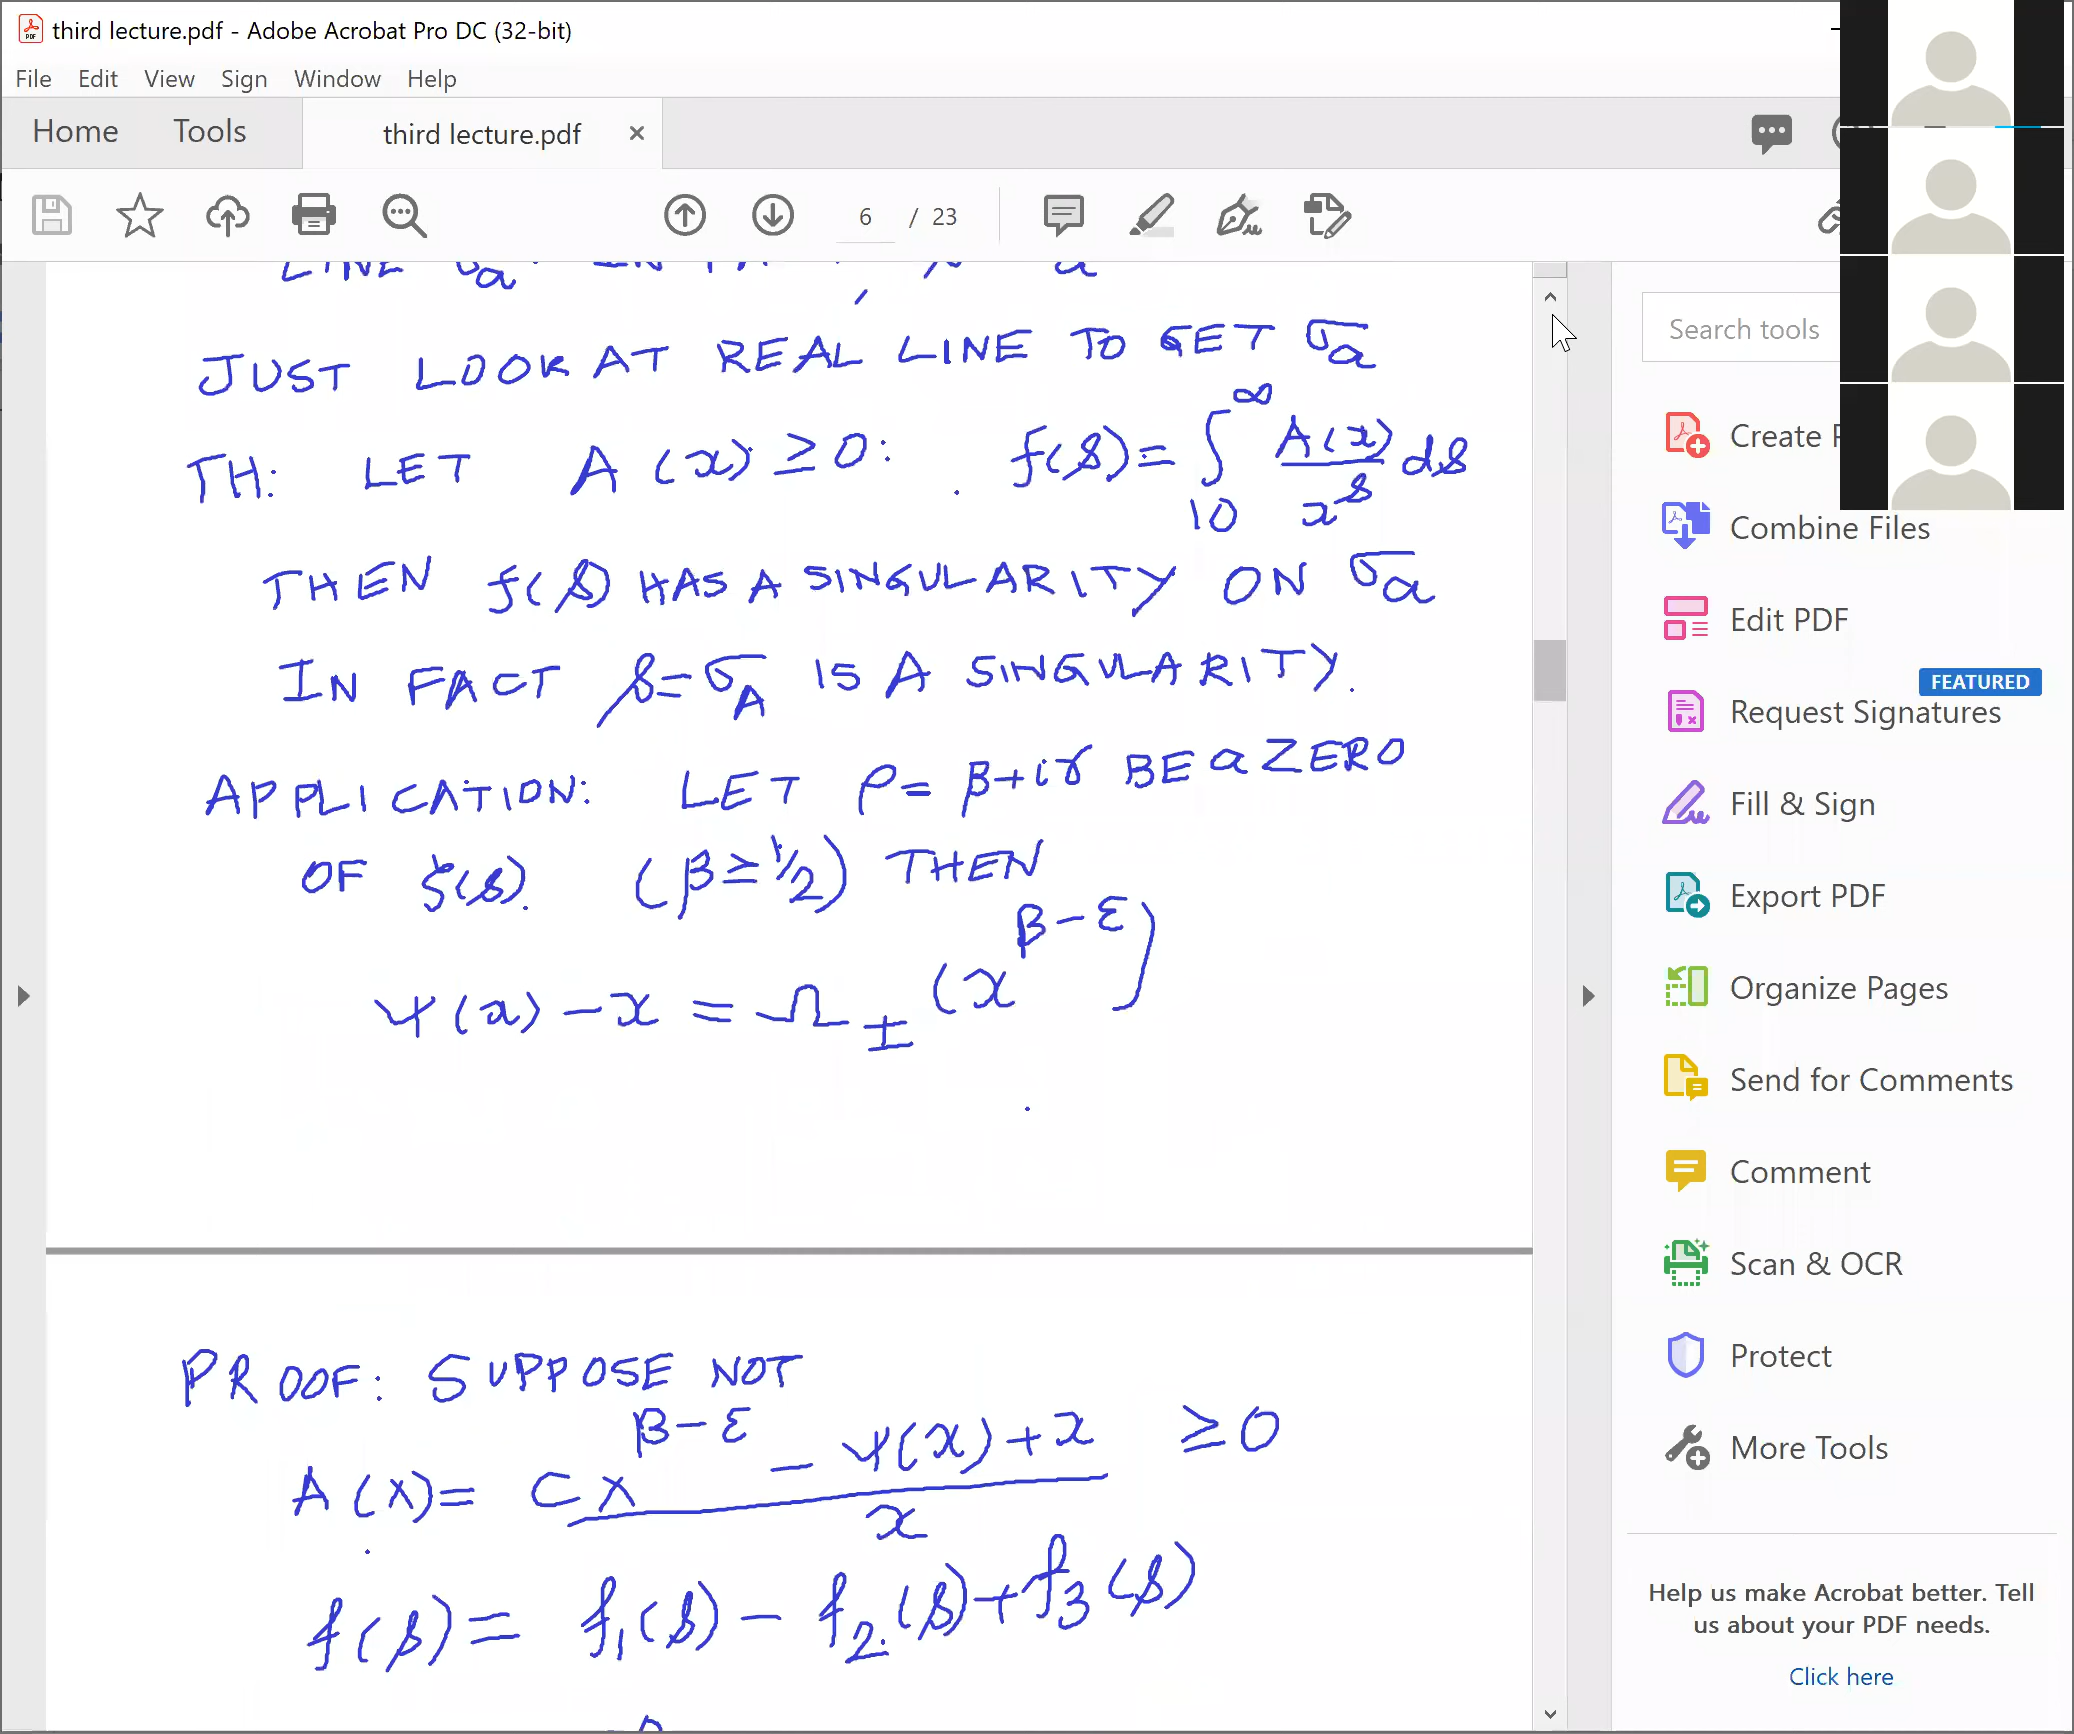 third lecture.pdf - Adobe Acrobat Pro DC (32-bit)
File Edit View Sign Window Help
Home Tools third lecture.pdf ×
6 / 23
LINE σa
JUST LOOK AT REAL LINE TO GET σa
TH: LET A(x) ≥ 0: f(s) = ∫_10^∞ A(x)/x^s ds
THEN f(s) HAS A SINGULARITY ON σa
IN FACT s = σA IS A SINGULARITY.
APPLICATION: LET ρ = β+iγ BE a ZERO
OF ζ(s). (β ≥ 1/2) THEN
ψ(x) - x = Ω± (x^β-ε)
PROOF: SUPPOSE NOT
A(x) = (Cx^β-ε - ψ(x) + x)/x ≥ 0
f(s) = f1(s) - f2(s) + f3(s)
Search tools
Create
Combine Files
Edit PDF
FEATURED
Request Signatures
Fill & Sign
Export PDF
Organize Pages
Send for Comments
Comment
Scan & OCR
Protect
More Tools
Help us make Acrobat better. Tell
us about your PDF needs.
Click here